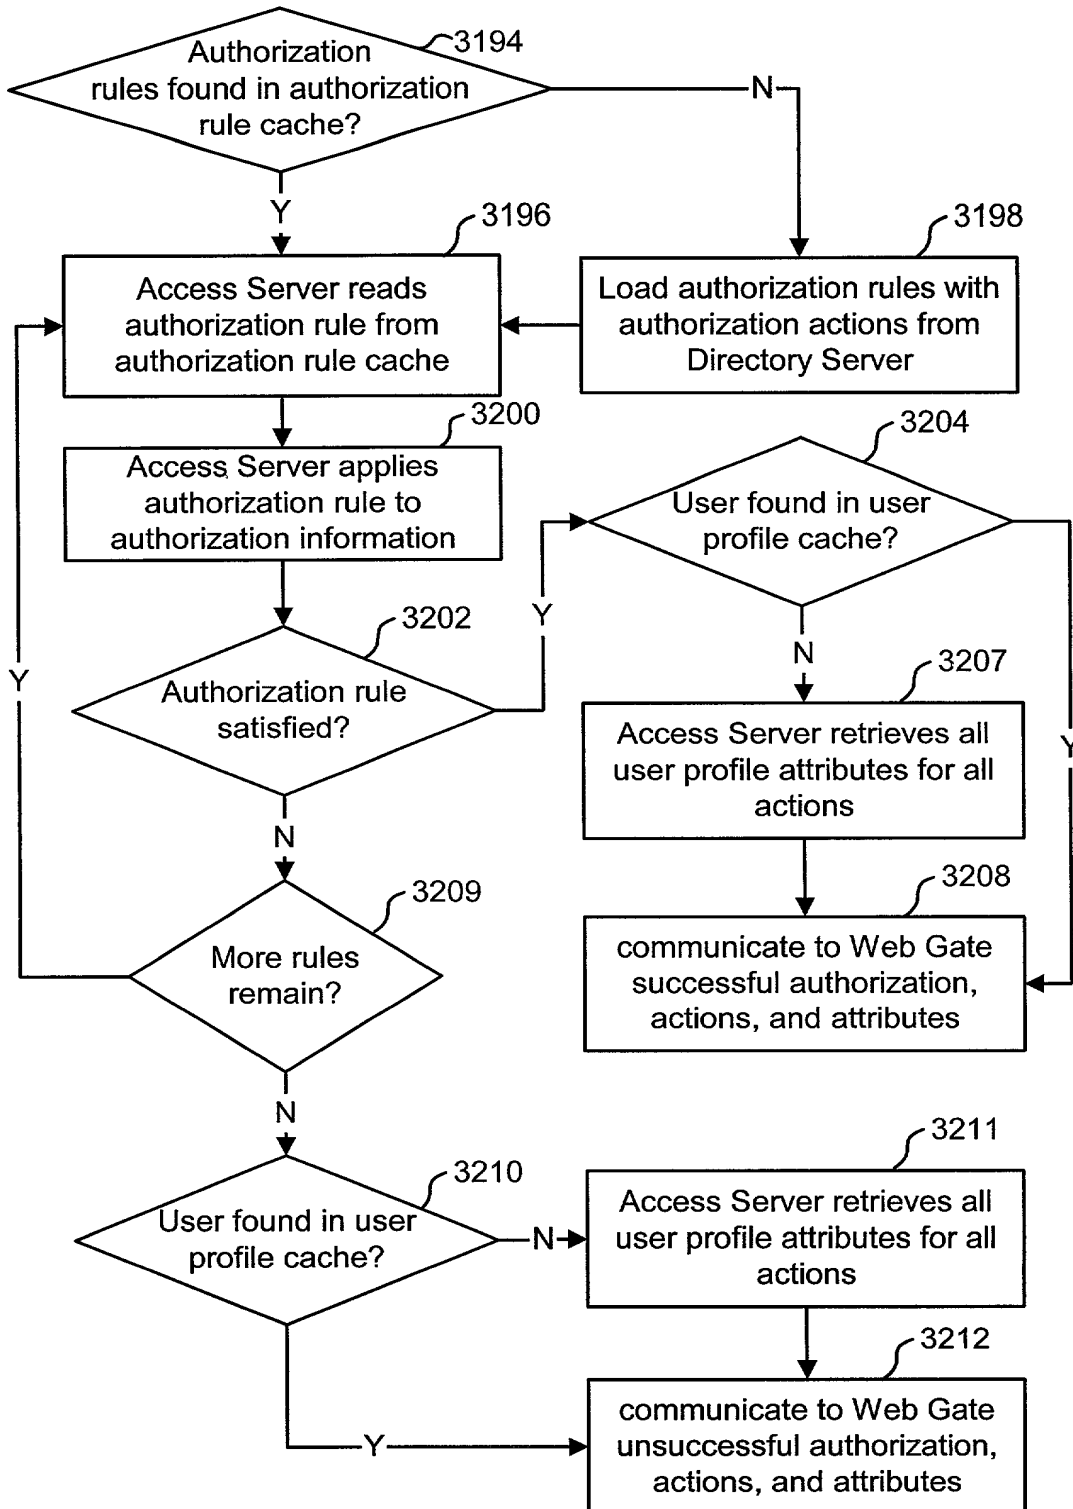 3194
Authorization
rules found in authorization
rule cache?
N
Y
3196
3198
Access Server reads
authorization rule from
authorization rule cache
Load authorization rules with
authorization actions from
Directory Server
3200
3204
Access Server applies
authorization rule to
authorization information
User found in user
profile cache?
Y
3202
N
3207
Y
Authorization rule
satisfied?
Access Server retrieves all
user profile attributes for all
actions
Y
N
3209
3208
More rules
remain?
communicate to Web Gate
successful authorization,
actions, and attributes
N
3210
3211
User found in user
profile cache?
N
Access Server retrieves all
user profile attributes for all
actions
3212
Y
communicate to Web Gate
unsuccessful authorization,
actions, and attributes